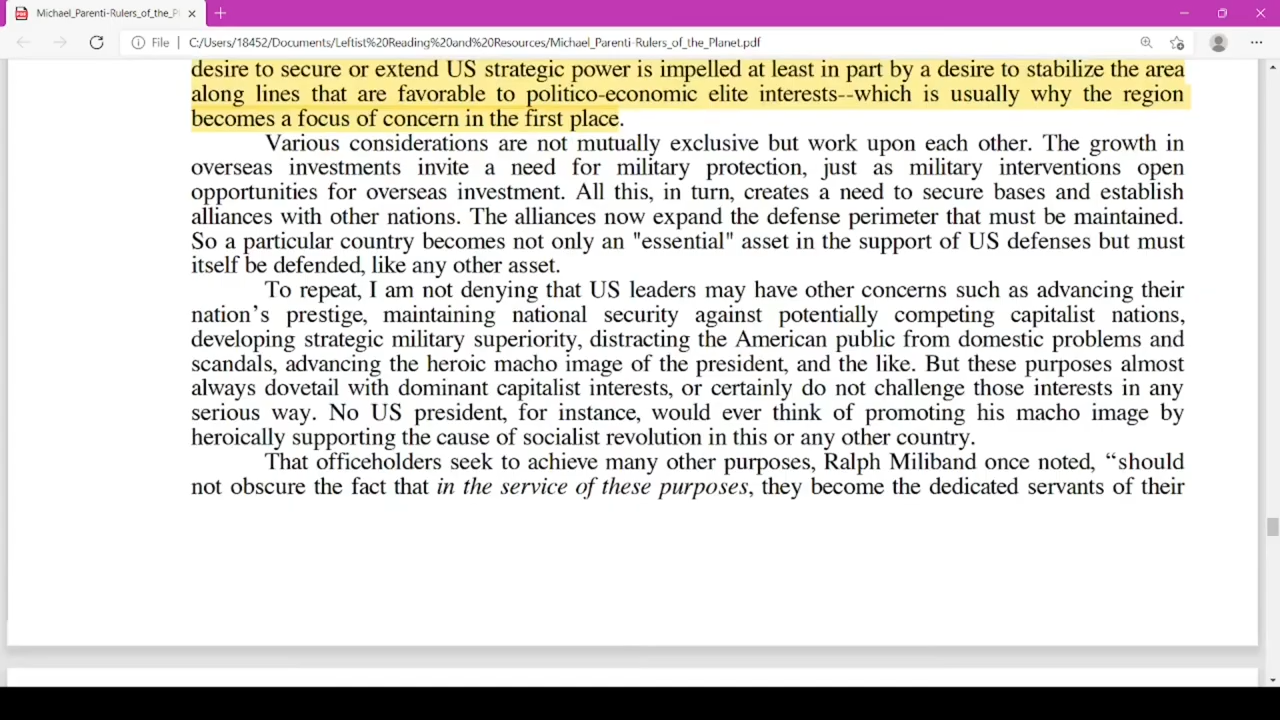 Michael_Parenti-Rulers_of_the_Pl
File
C:/Users/18452/Documents/Leftist%20Reading%20and%20Resources/Michael_Parenti-Rulers_of_the_Planet.pdf
desire to secure or extend US strategic power is impelled at least in part by a desire to stabilize the area
along lines that are favorable to politico-economic elite interests--which is usually why the region
becomes a focus of concern in the first place.
Various considerations are not mutually exclusive but work upon each other. The growth in
overseas investments invite a need for military protection, just as military interventions open
opportunities for overseas investment. All this, in turn, creates a need to secure bases and establish
alliances with other nations. The alliances now expand the defense perimeter that must be maintained.
So a particular country becomes not only an "essential" asset in the support of US defenses but must
itself be defended, like any other asset.
To repeat, I am not denying that US leaders may have other concerns such as advancing their
nation’s prestige, maintaining national security against potentially competing capitalist nations,
developing strategic military superiority, distracting the American public from domestic problems and
scandals, advancing the heroic macho image of the president, and the like. But these purposes almost
always dovetail with dominant capitalist interests, or certainly do not challenge those interests in any
serious way. No US president, for instance, would ever think of promoting his macho image by
heroically supporting the cause of socialist revolution in this or any other country.
That officeholders seek to achieve many other purposes, Ralph Miliband once noted, “should
not obscure the fact that in the service of these purposes, they become the dedicated servants of their